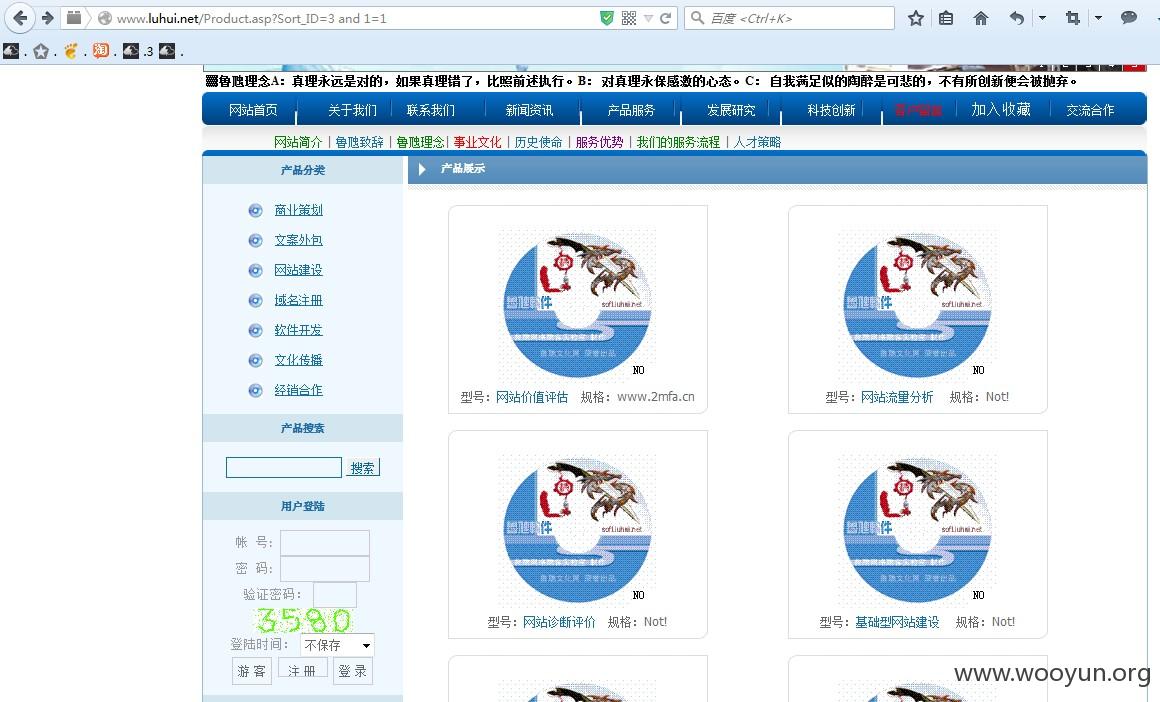 www.luhui.net/Product.asp?Sort_ID=3 and 1=1
百度 <Ctrl+K>
. . . 淘 . .3 .
鲁虺理念A：真理永远是对的，如果真理错了，比照前述执行。B： 对真理永保感激的心态。C： 自我满足似的陶醉是可悲的，不有所创新便会被抛弃。
网站首页 关于我们 联系我们 新闻资讯 产品服务 发展研究 科技创新 客户留言 加入收藏 交流合作
网站简介 | 鲁虺致辞 | 鲁虺理念 | 事业文化 | 历史使命 | 服务优势 | 我们的服务流程 | 人才策略
产品分类
商业策划
文案外包
网站建设
域名注册
软件开发
文化传播
经销合作
产品搜索
搜索
用户登陆
帐 号：
密 码：
验证密码：
3580
登陆时间： 不保存
游 客 注 册 登 录
产品展示
NO
型号：网站价值评估 规格：www.2mfa.cn
NO
型号：网站流量分析 规格：Not!
NO
型号：网站诊断评价 规格：Not!
NO
型号：基础型网站建设 规格：Not!
www.wooyun.org